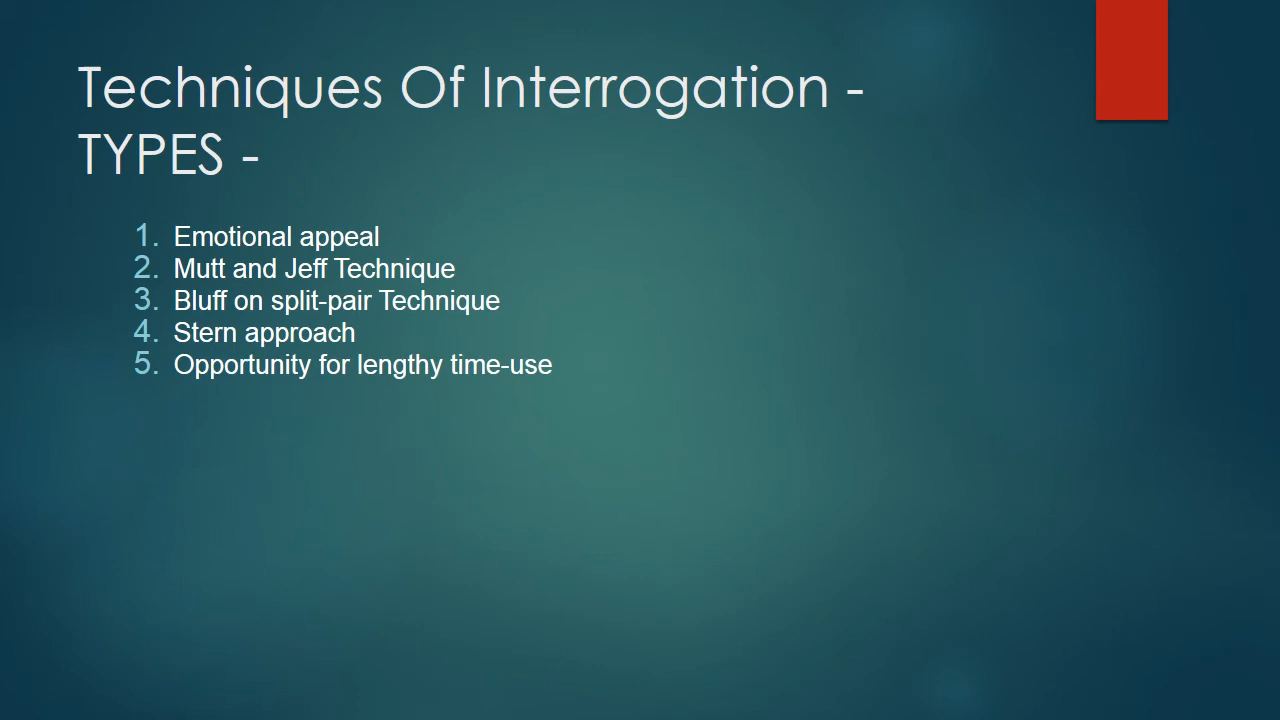 Techniques Of Interrogation -
TYPES -
1. Emotional appeal
2. Mutt and Jeff Technique
3. Bluff on split-pair Technique
4. Stern approach
5. Opportunity for lengthy time-use